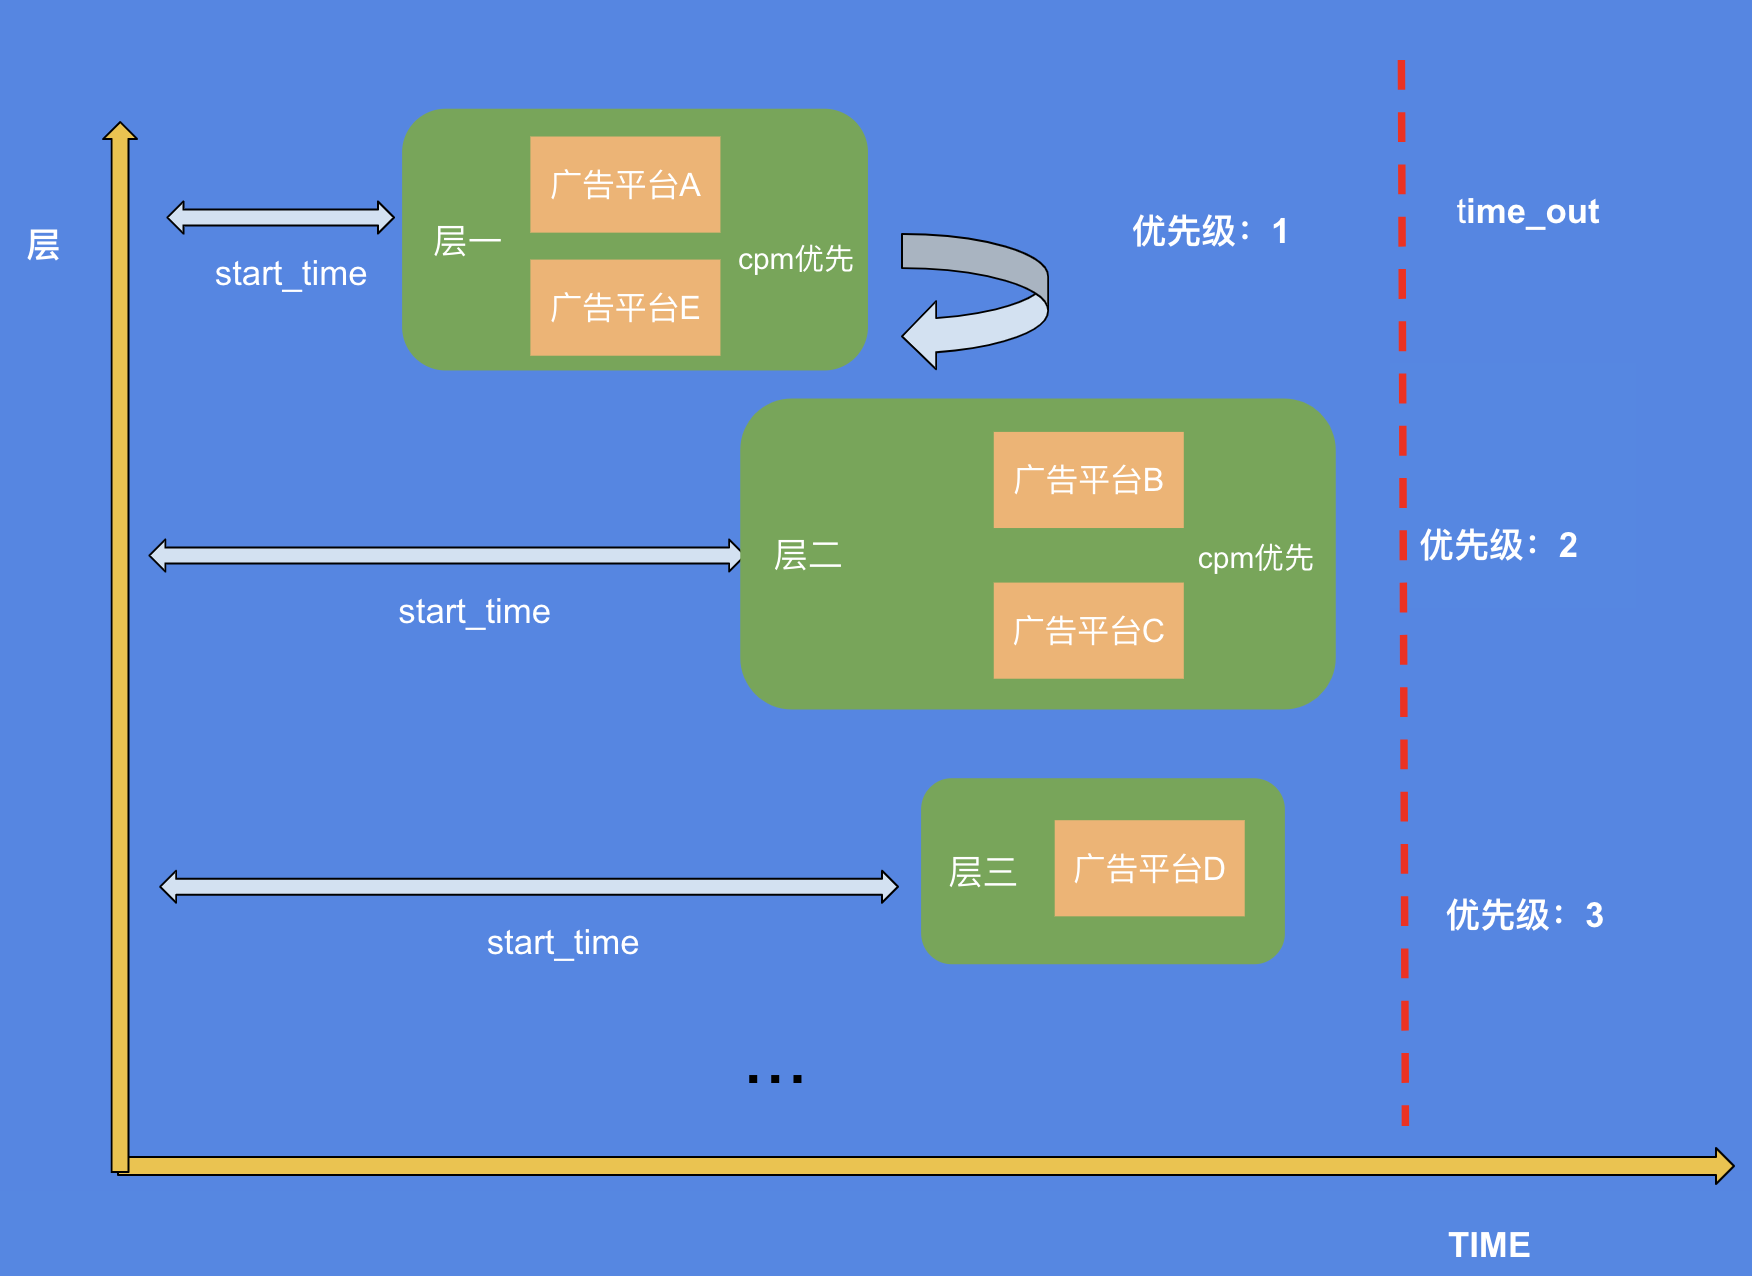 层
start_time
层一
广告平台A
广告平台E
cpm优先
优先级：1
time_out
start_time
层二
广告平台B
广告平台C
cpm优先
优先级：2
start_time
层三
广告平台D
优先级：3
...
TIME